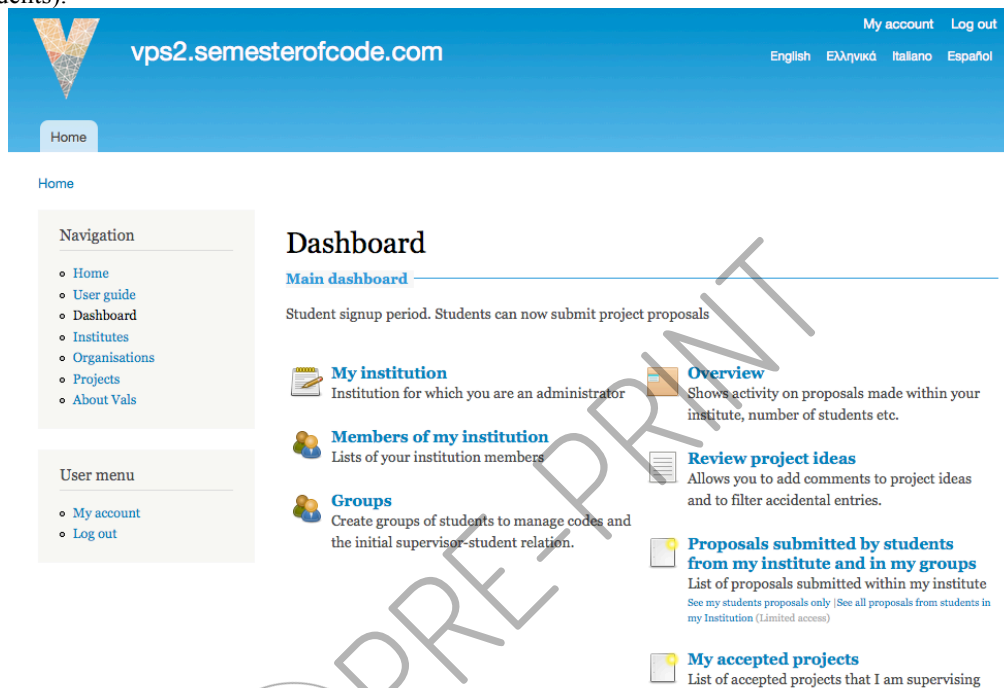 dents).
My account Log out
vps2.semesterofcode.com
English Ελληνικά Italiano Español
Home
Home
Navigation
Home
User guide
Dashboard
Institutes
Organisations
Projects
About Vals
User menu
My account
Log out
Dashboard
Main dashboard
Student signup period. Students can now submit project proposals
My institution
Institution for which you are an administrator
Members of my institution
Lists of your institution members
Groups
Create groups of students to manage codes and
the initial supervisor-student relation.
Overview
Shows activity on proposals made within your
institute, number of students etc.
Review project ideas
Allows you to add comments to project ideas
and to filter accidental entries.
Proposals submitted by students
from my institute and in my groups
List of proposals submitted within my institute
See my students proposals only |See all proposals from students in
my Institution (Limited access)
My accepted projects
List of accepted projects that I am supervising
PRE-PRINT